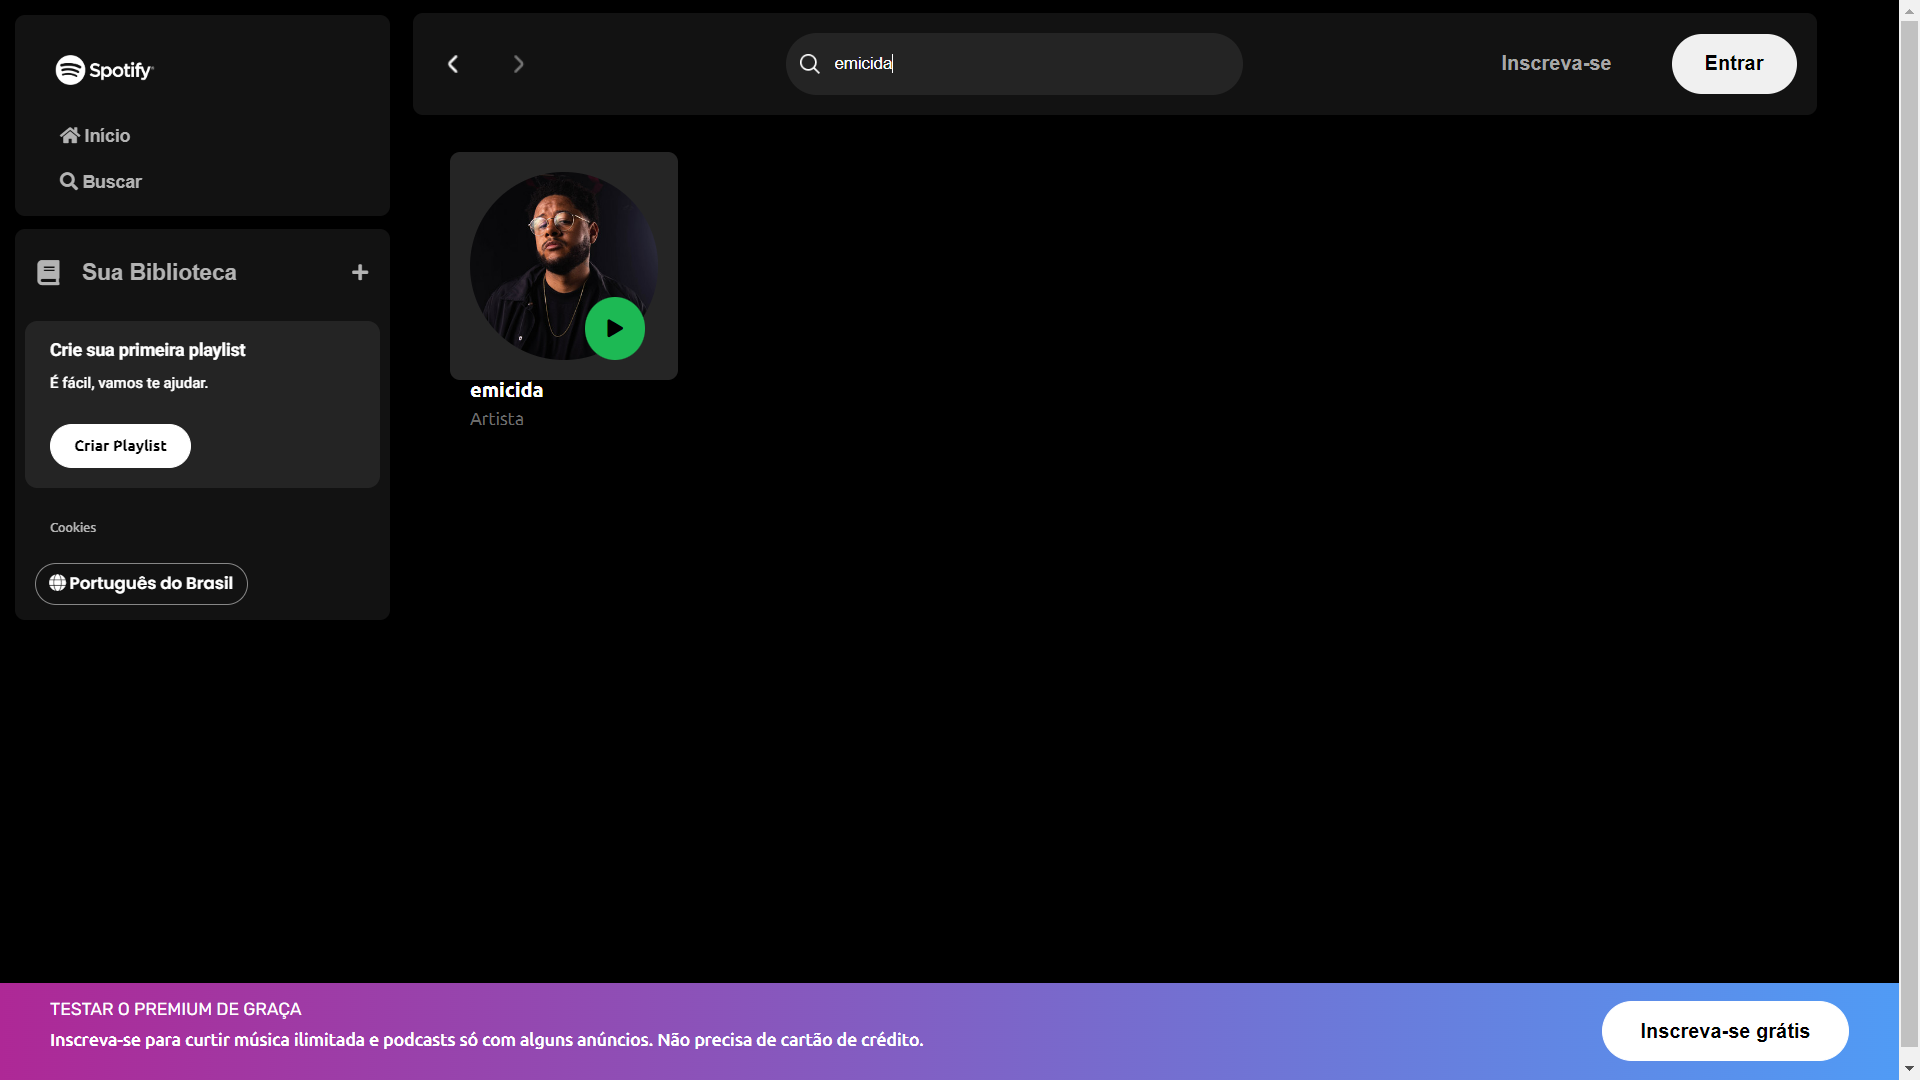 Spotify
Início
Buscar
Sua Biblioteca
Crie sua primeira playlist
É fácil, vamos te ajudar.
Criar Playlist
Cookies
Português do Brasil
emicida
Inscreva-se
Entrar
emicida
Artista
TESTAR O PREMIUM DE GRAÇA
Inscreva-se para curtir música ilimitada e podcasts só com alguns anúncios. Não precisa de cartão de crédito.
Inscreva-se grátis